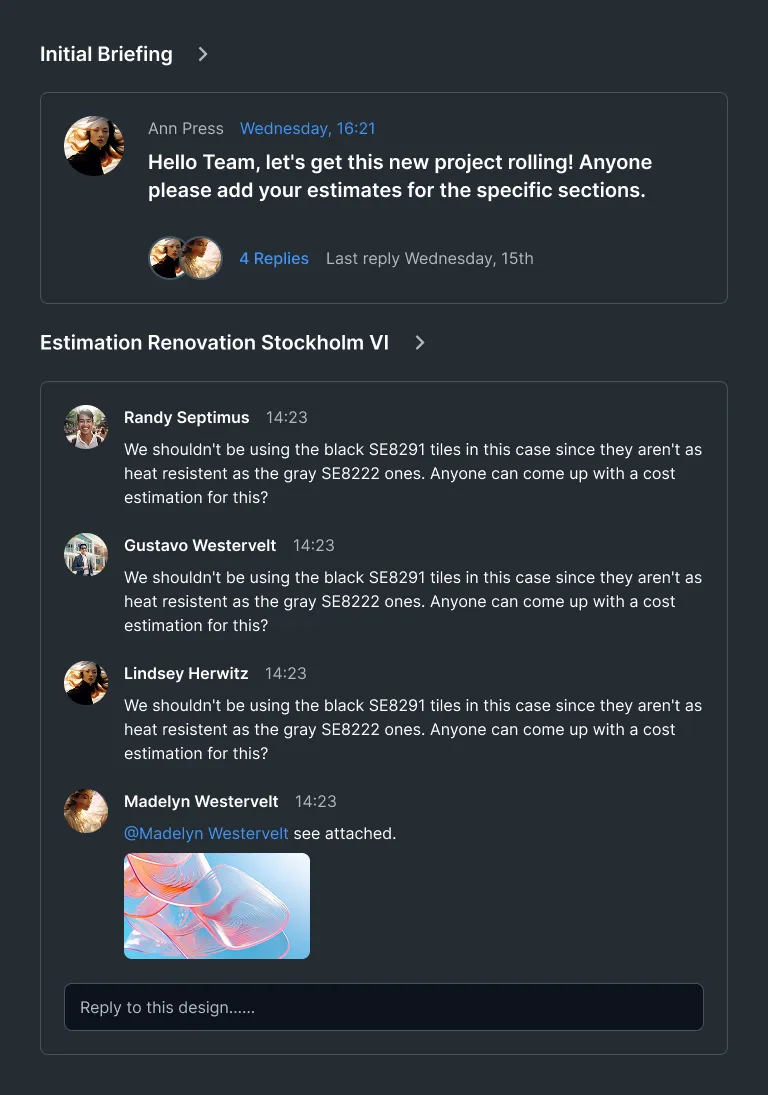 Initial Briefing
Ann Press Wednesday, 16:21
Hello Team, let's get this new project rolling! Anyone
please add your estimates for the specific sections.
4 Replies Last reply Wednesday, 15th
Estimation Renovation Stockholm VI
Randy Septimus 14:23
We shouldn't be using the black SE8291 tiles in this case since they aren't as
heat resistent as the gray SE8222 ones. Anyone can come up with a cost
estimation for this?
Gustavo Westervelt 14:23
We shouldn't be using the black SE8291 tiles in this case since they aren't as
heat resistent as the gray SE8222 ones. Anyone can come up with a cost
estimation for this?
Lindsey Herwitz 14:23
We shouldn't be using the black SE8291 tiles in this case since they aren't as
heat resistent as the gray SE8222 ones. Anyone can come up with a cost
estimation for this?
Madelyn Westervelt 14:23
@Madelyn Westervelt see attached.
Reply to this design......